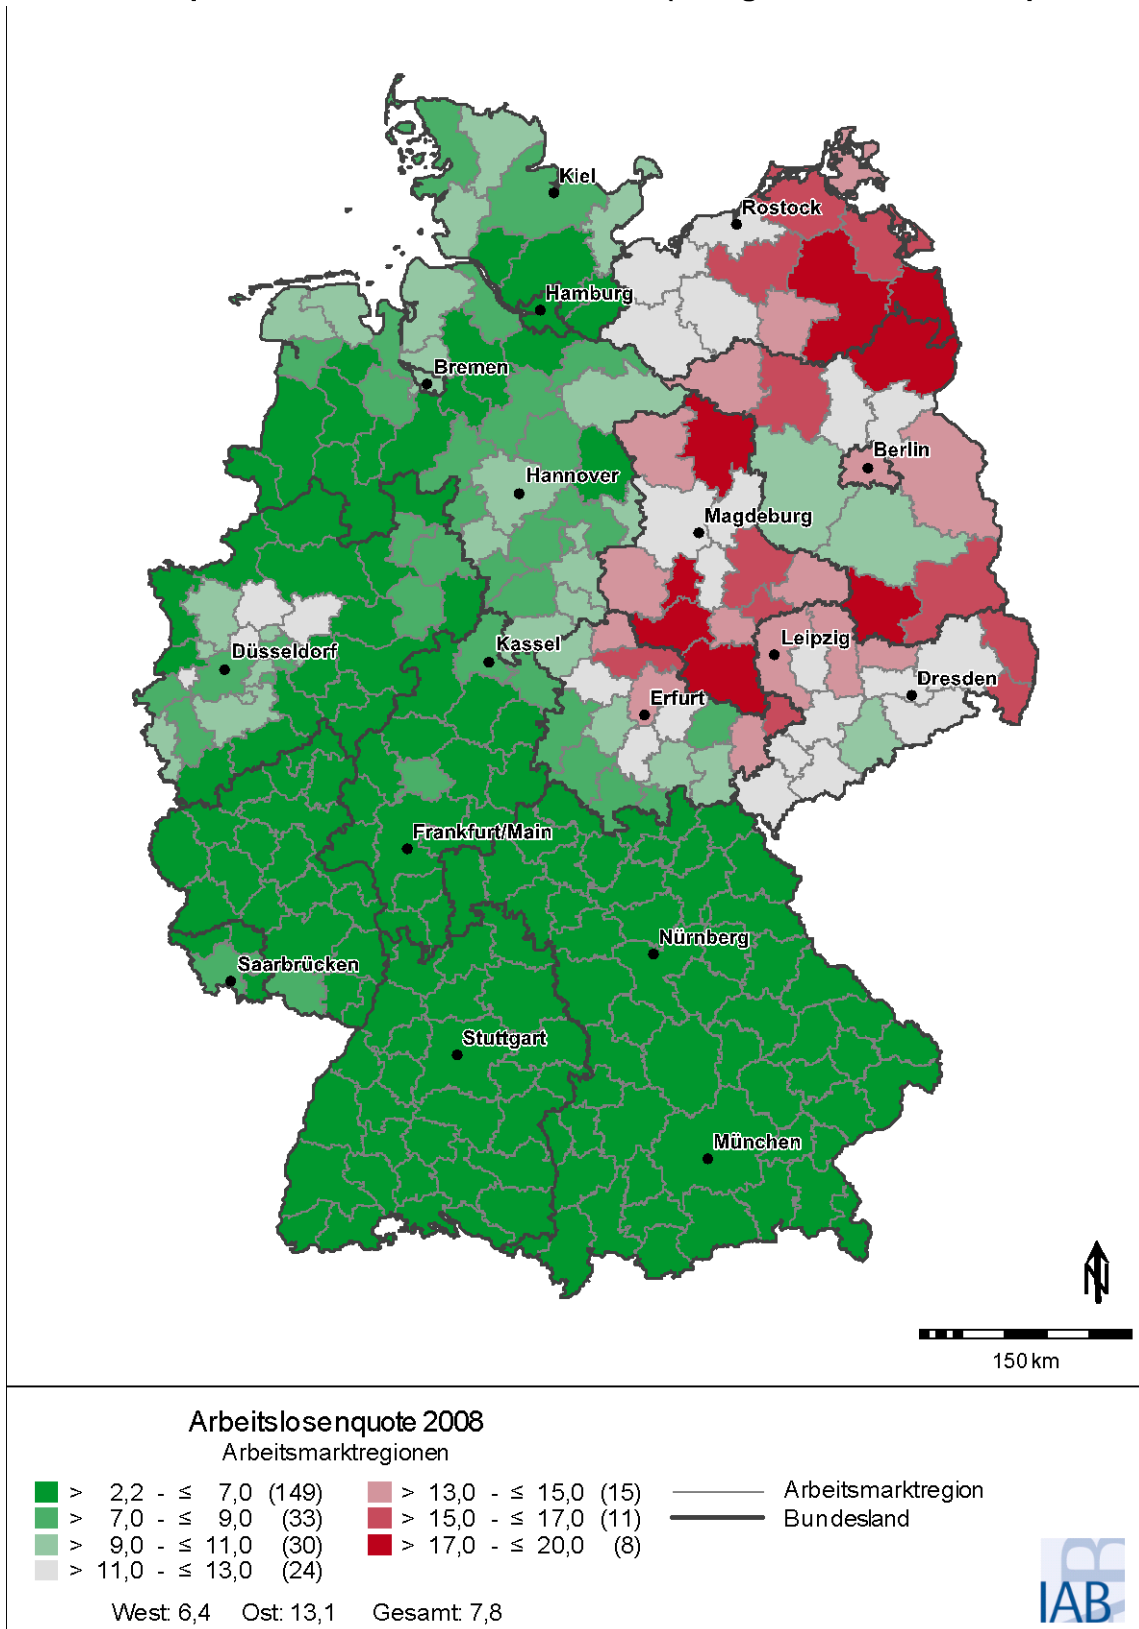 Kiel
Rostock
Hamburg
Bremen
Berlin
Hannover
Magdeburg
Leipzig
Kassel
Düsseldorf
Dresden
Erfurt
Frankfurt/Main
Nürnberg
Saarbrücken
Stuttgart
München
N
150 km
Arbeitslosenquote 2008
Arbeitsmarktregionen
> 2,2 - ≤ 7,0 (149)
> 7,0 - ≤ 9,0 (33)
> 9,0 - ≤ 11,0 (30)
> 11,0 - ≤ 13,0 (24)
> 13,0 - ≤ 15,0 (15)
> 15,0 - ≤ 17,0 (11)
> 17,0 - ≤ 20,0 (8)
Arbeitsmarktregion
Bundesland
West: 6,4 Ost: 13,1 Gesamt: 7,8
IAB